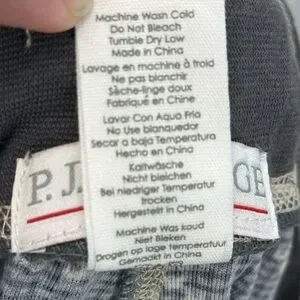 Machine Wash Cold
Do Not Bleach
Tumble Dry Low
Made in China
Lavage en machine à froid
Ne pas blanchir
Sèche-linge doux
Fabriqué en Chine
Lavar Con Aqua Fria
No Use blanquedor
Secar a baja Temperatura
Hecho en China
Kaltwäsche
Nicht bleichen
Bei niedriger Temperatur
trocken
Hergestellt in China
Machine Was koud
Niet Bleken
Drogen op lage temperatuur
Gemaakt in China
P.J.
GE